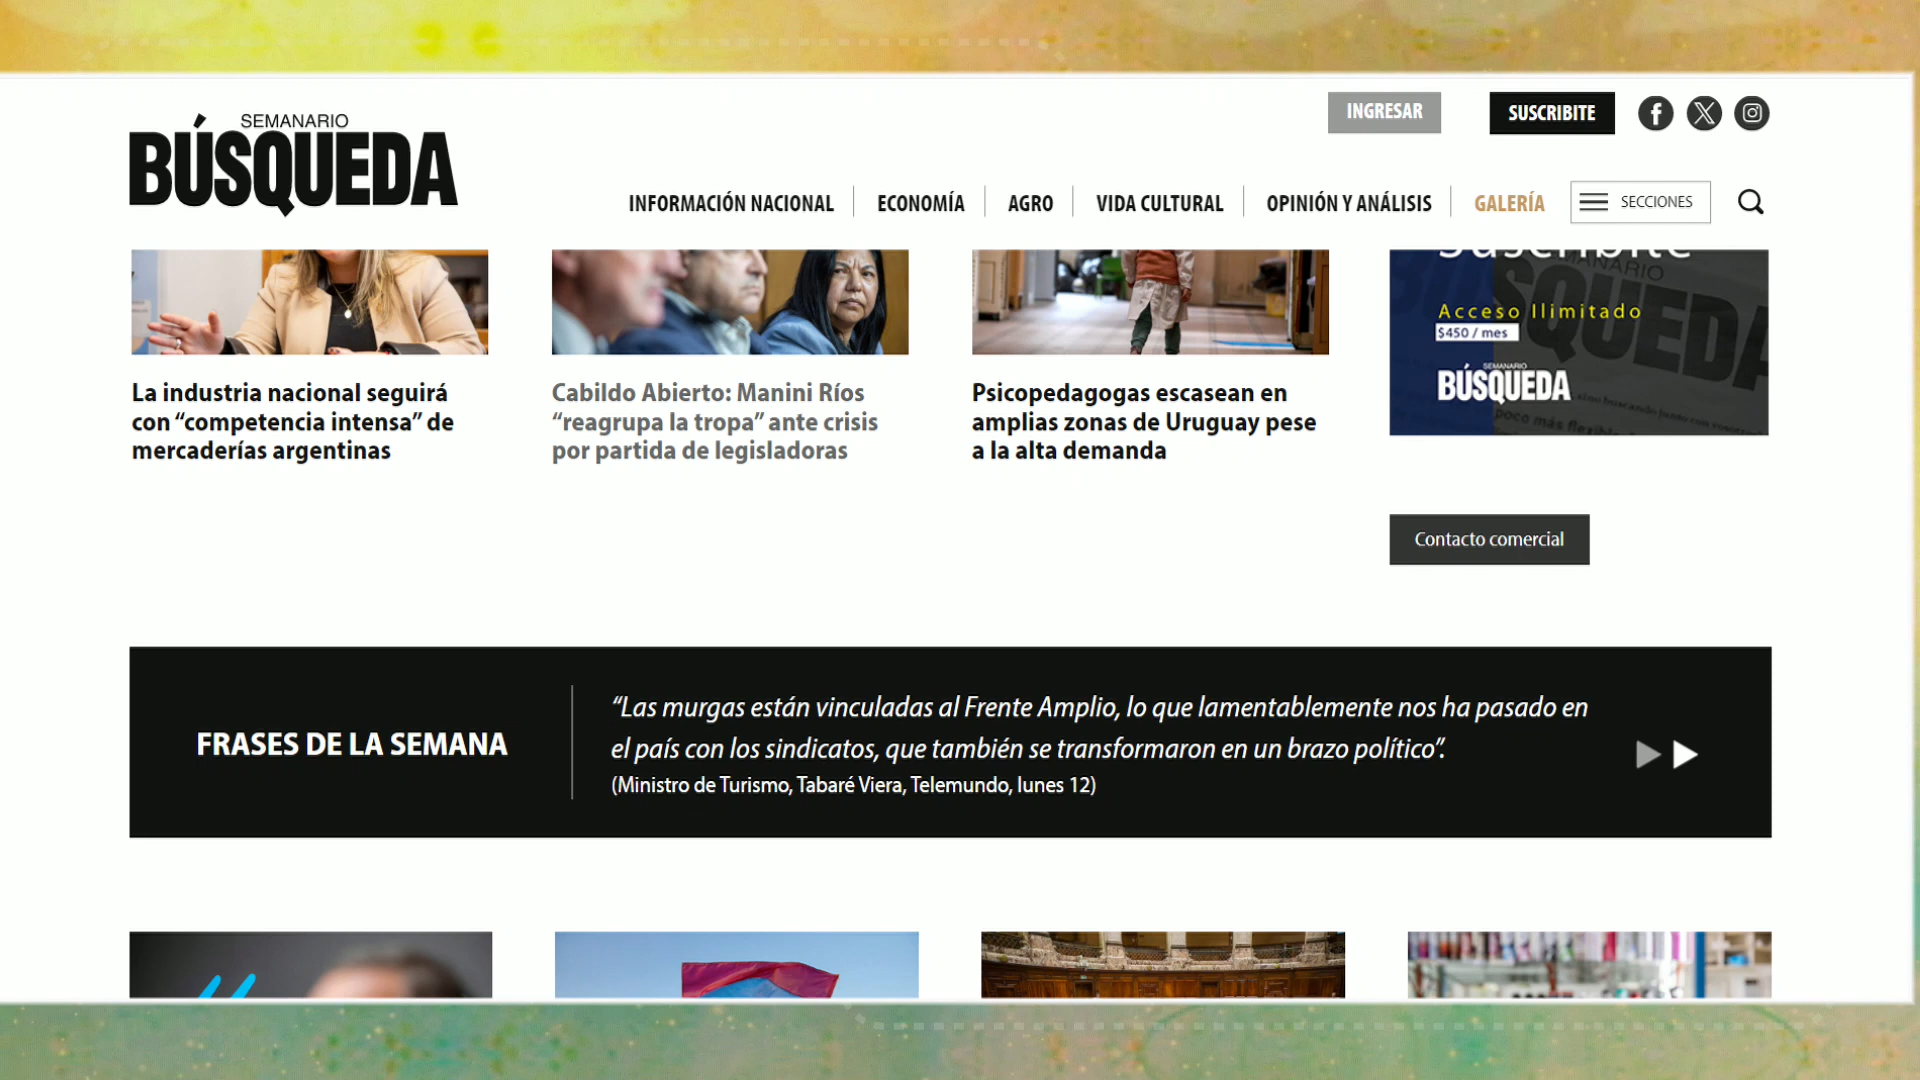 SEMANARIO
BÚSQUEDA
INGRESAR
SUSCRIBITE
INFORMACIÓN NACIONAL
ECONOMÍA
AGRO
VIDA CULTURAL
OPINIÓN Y ANÁLISIS
GALERÍA
SECCIONES
La industria nacional seguirá
con “competencia intensa” de
mercaderías argentinas
Cabildo Abierto: Manini Ríos
“reagrupa la tropa” ante crisis
por partida de legisladoras
Psicopedagogas escasean en
amplias zonas de Uruguay pese
a la alta demanda
Suscribite
Acceso Ilimitado
$450 / mes
SEMANARIO
BÚSQUEDA
Contacto comercial
FRASES DE LA SEMANA
“Las murgas están vinculadas al Frente Amplio, lo que lamentablemente nos ha pasado en
el país con los sindicatos, que también se transformaron en un brazo político”.
(Ministro de Turismo, Tabaré Viera, Telemundo, lunes 12)